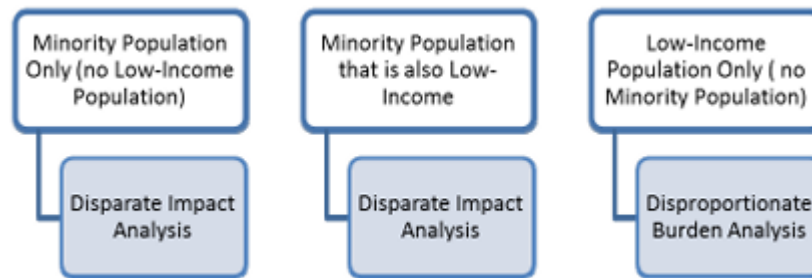 Minority Population
Only (no Low-Income
Population)
Minority Population
that is also Low-
Income
Low-Income
Population Only ( no
Minority Population)
Disparate Impact
Analysis
Disparate Impact
Analysis
Disproportionate
Burden Analysis